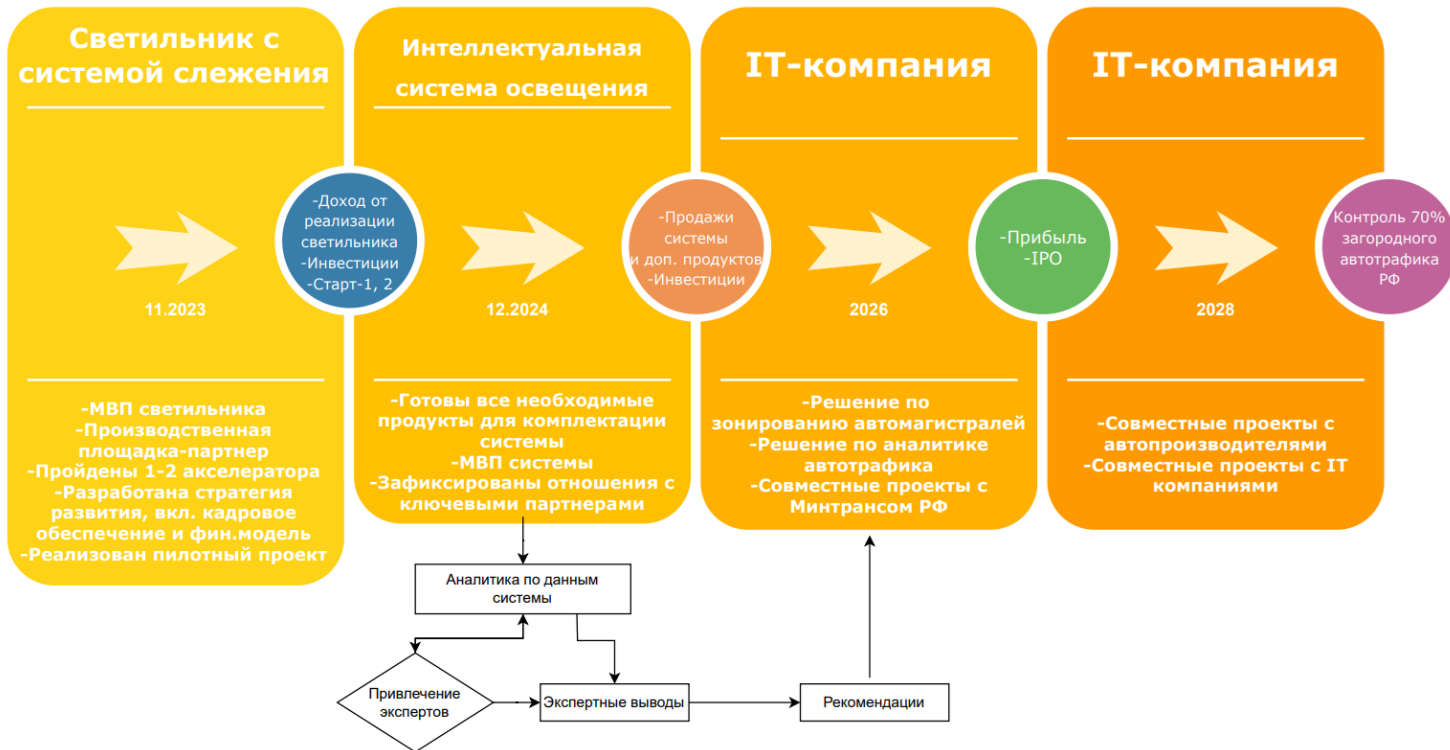 Светильник с
системой слежения
11.2023
-МВП светильника
-Производственная
площадка-партнер
-Пройдены 1-2 акселератора
-Разработана стратегия
развития, вкл. кадровое
обеспечение и фин.модель
-Реализован пилотный проект
-Доход от
реализации
светильника
-Инвестиции
-Старт-1, 2
Интеллектуальная
система освещения
12.2024
-Готовы все необходимые
продукты для комплектации
системы
-МВП системы
-Зафиксированы отношения с
ключевыми партнерами
-Продажи
системы
и доп. продуктов
-Инвестиции
IT-компания
2026
-Решение по
зонированию автомагистралей
-Решение по аналитике
автотрафика
-Совместные проекты с
Минтрансом РФ
-Прибыль
-IPO
IT-компания
2028
-Совместные проекты с
автопроизводителями
-Совместные проекты с IT
компаниями
Контроль 70%
загородного
автотрафика
РФ
Аналитика по данным
системы
Привлечение
экспертов
Экспертные выводы
Рекомендации